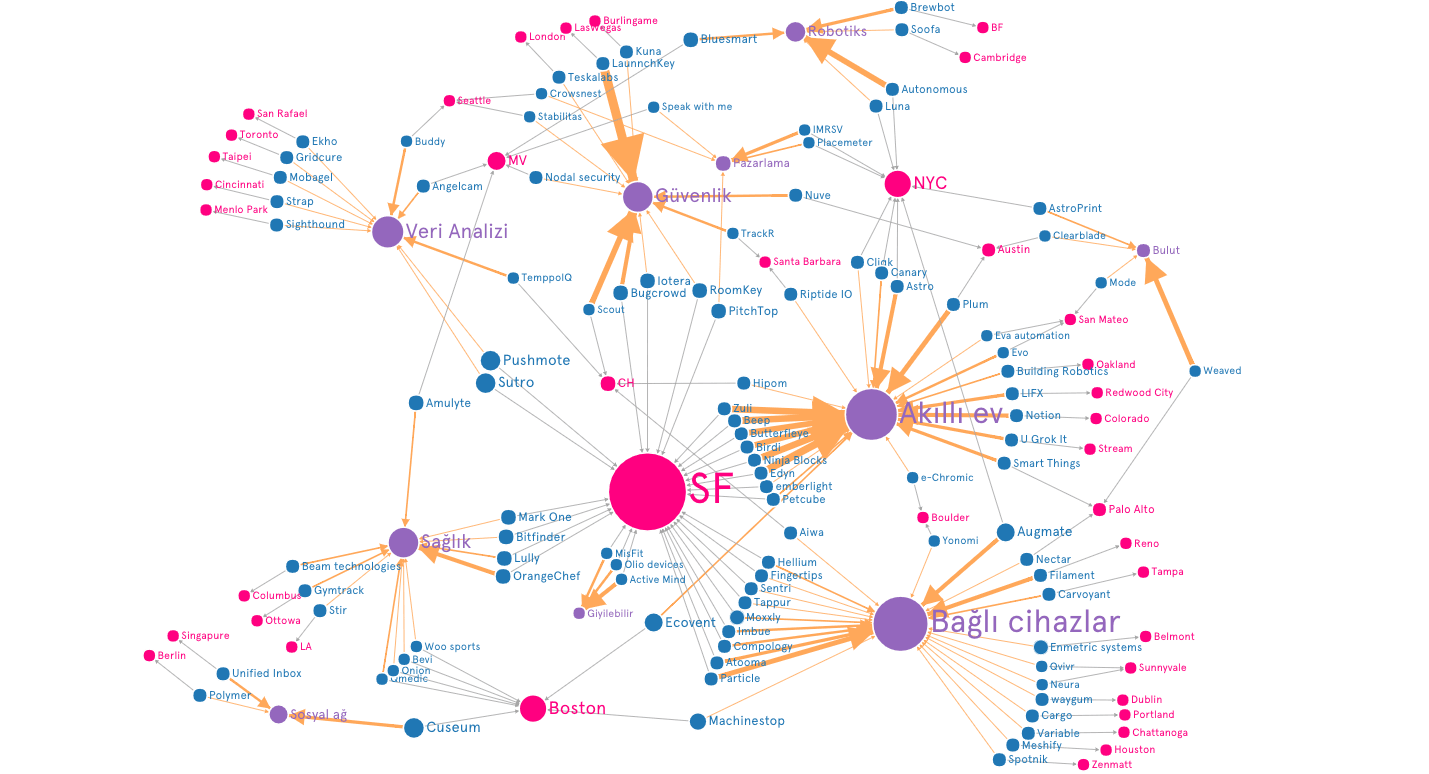 Brewbot
Burlingame
LasVegas
BF
Soofa
Robotiks
London
Bluesmart
Kuna
Cambridge
LaunnchKey
Teskalabs
Autonomous
Crowsnest
Seattle
Luna
Speak with me
San Rafael
Stabilitas
IMRSV
Toronto
Ekho
Buddy
Placemeter
Taipei
Gridcure
MV
Pazarlama
Mobagel
Nodal security
NYC
Cincinnati
Angelcam
Güvenlik
Nuve
Strap
Menlo Park
AstroPrint
Sighthound
Veri Analizi
TrackR
Clearblade
Austin
Bulut
Santa Barbara
Clink
Canary
TemppoIQ
Iotera
Mode
Astro
Bugcrowd
RoomKey
Riptide IO
Scout
PitchTop
Plum
San Mateo
Eva automation
Evo
Pushmote
Oakland
Building Robotics
Weaved
Sutro
CH
Hipom
LIFX
Redwood City
Amulyte
Zuli
Akıllı ev
Notion
Colorado
Beep
Butterfleye
U Grok It
Birdi
Stream
Ninja Blocks
Smart Things
Edyn
e-Chromic
SF
emberlight
Petcube
Palo Alto
Mark One
Boulder
Aiwa
Augmate
Bitfinder
Sağlık
Yonomi
Reno
MisFit
Lully
Nectar
Hellium
Olio devices
Beam technologies
OrangeChef
Fingertips
Filament
Tampa
Active Mind
Sentri
Columbus
Gymtrack
Carvoyant
Tappur
Stir
Giyilebilir
Moxxly
Ottowa
Ecovent
Bağlı cihazlar
Imbue
Singapure
Belmont
LA
Woo sports
Compology
Enmetric systems
Berlin
Bevi
Atooma
Qvivr
Sunnyvale
Onion
Unified Inbox
Qmedic
Particle
Neura
Polymer
waygum
Dublin
Boston
Sosyal ağ
Cargo
Portland
Cuseum
Machinestop
Variable
Chattanoga
Meshify
Houston
Spotnik
Zenmatt